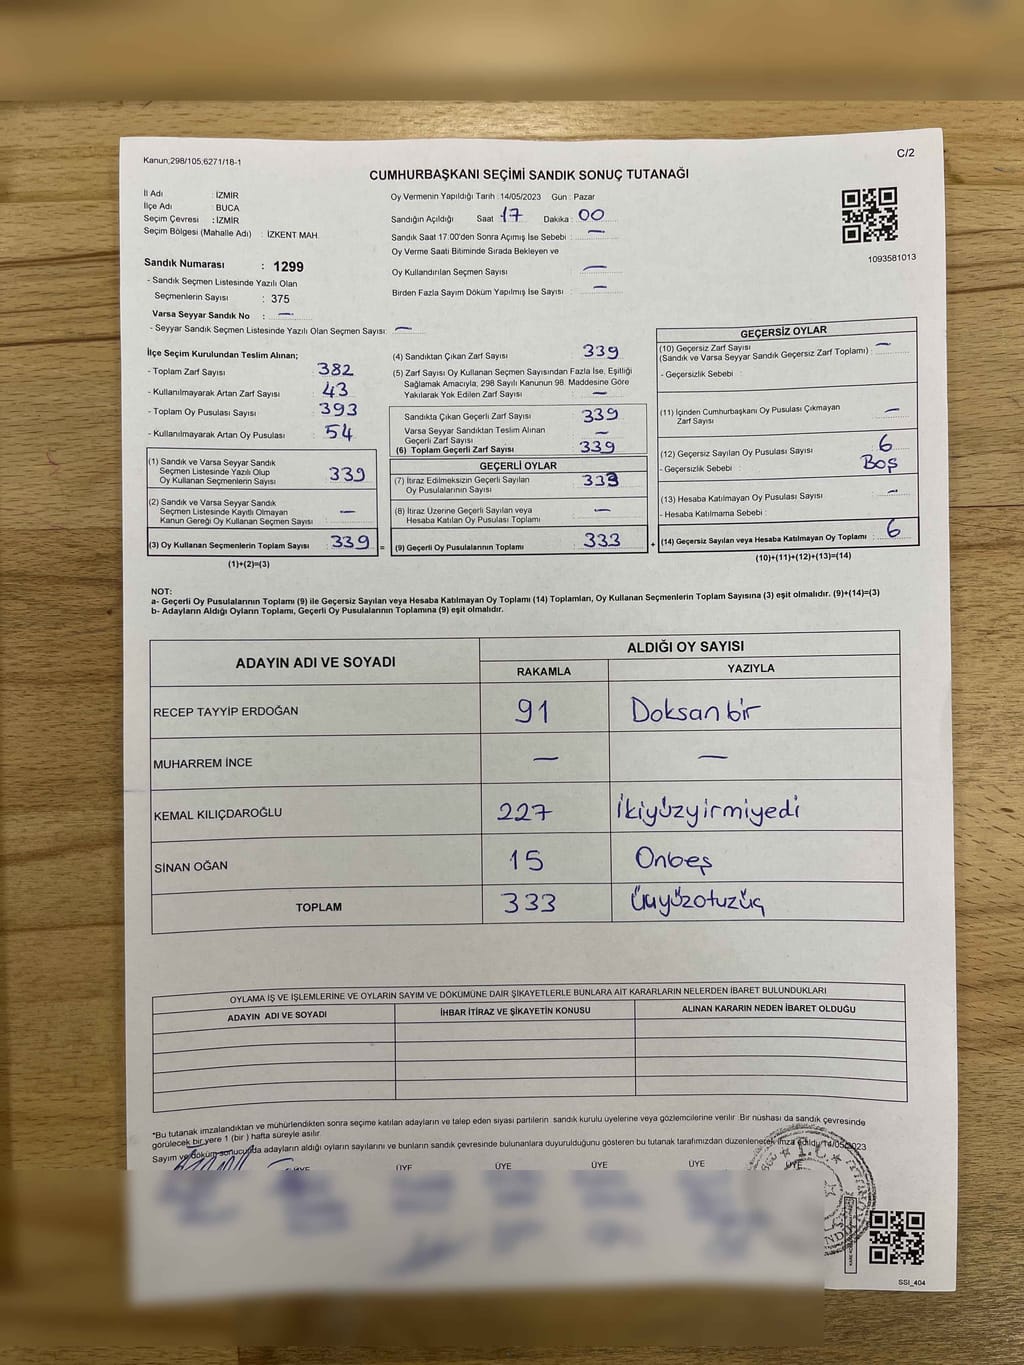 Kanun;298/105,6271/18-1
C/2
CUMHURBAŞKANI SEÇİMİ SANDIK SONUÇ TUTANAĞI
İl Adı : İZMİR
İlçe Adı : BUCA
Seçim Çevresi : İZMİR
Seçim Bölgesi (Mahalle Adı) : İZKENT MAH.
Oy Vermenin Yapıldığı Tarih : 14/05/2023 Gün : Pazar
Sandığın Açıldığı Saat 17 Dakika : 00
Sandık Saat 17:00'den Sonra Açımış İse Sebebi : —
Oy Verme Saati Bitiminde Sırada Bekleyen ve
Oy Kullandırılan Seçmen Sayısı —
Birden Fazla Sayım Döküm Yapılmış İse Sayısı : —
1093581013
Sandık Numarası : 1299
- Sandık Seçmen Listesinde Yazılı Olan
Seçmenlerin Sayısı : 375
Varsa Seyyar Sandık No : —
- Seyyar Sandık Seçmen Listesinde Yazılı Olan Seçmen Sayısı: —
İlçe Seçim Kurulundan Teslim Alınan;
- Toplam Zarf Sayısı : 382
- Kullanılmayarak Artan Zarf Sayısı : 43
- Toplam Oy Pusulası Sayısı : 393
- Kullanılmayarak Artan Oy Pusulası : 54
(1) Sandık ve Varsa Seyyar Sandık
Seçmen Listesinde Yazılı Olup
Oy Kullanan Seçmenlerin Sayısı : 339
(2) Sandık ve Varsa Seyyar Sandık
Seçmen Listesinde Kayıtlı Olmayan
Kanun Gereği Oy Kullanan Seçmen Sayısı : —
(3) Oy Kullanan Seçmenlerin Toplam Sayısı : 339 =
(1)+(2)=(3)
(4) Sandıktan Çıkan Zarf Sayısı : 339
(5) Zarf Sayısı Oy Kullanan Seçmen Sayısından Fazla İse, Eşitliği
Sağlamak Amacıyla, 298 Sayılı Kanunun 98. Maddesine Göre
Yakılarak Yok Edilen Zarf Sayısı : —
Sandıkta Çıkan Geçerli Zarf Sayısı : 339
Varsa Seyyar Sandıktan Teslim Alınan
Geçerli Zarf Sayısı : —
(6) Toplam Geçerli Zarf Sayısı : 339
GEÇERLİ OYLAR
(7) İtiraz Edilmeksizin Geçerli Sayılan
Oy Pusulalarının Sayısı : 333
(8) İtiraz Üzerine Geçerli Sayılan veya
Hesaba Katılan Oy Pusulası Toplamı : —
(9) Geçerli Oy Pusulalarının Toplamı : 333 +
GEÇERSİZ OYLAR
(10) Geçersiz Zarf Sayısı
(Sandık ve Varsa Seyyar Sandık Geçersiz Zarf Toplamı) : —
- Geçersizlik Sebebi :
(11) İçinden Cumhurbaşkanı Oy Pusulası Çıkmayan
Zarf Sayısı : —
(12) Geçersiz Sayılan Oy Pusulası Sayısı : 6
- Geçersizlik Sebebi : Boş
(13) Hesaba Katılmayan Oy Pusulası Sayısı : —
- Hesaba Katılmama Sebebi :
(14) Geçersiz Sayılan veya Hesaba Katılmayan Oy Toplamı : 6
(10)+(11)+(12)+(13)=(14)
NOT:
a- Geçerli Oy Pusulalarının Toplamı (9) ile Geçersiz Sayılan veya Hesaba Katılmayan Oy Toplamı (14) Toplamları, Oy Kullanan Seçmenlerin Toplam Sayısına (3) eşit olmalıdır. (9)+(14)=(3)
b- Adayların Aldığı Oyların Toplamı, Geçerli Oy Pusulalarının Toplamına (9) eşit olmalıdır.
ADAYIN ADI VE SOYADI ALDIĞI OY SAYISI
RAKAMLA YAZIYLA
RECEP TAYYİP ERDOĞAN 91 Doksanbir
MUHARREM İNCE — —
KEMAL KILIÇDAROĞLU 227 İkiyüzyirmiyedi
SİNAN OĞAN 15 Onbeş
TOPLAM 333 Üçyüzotuzüç
OYLAMA İŞ VE İŞLEMLERİNE VE OYLARIN SAYIM VE DÖKÜMÜNE DAİR ŞİKAYETLERLE BUNLARA AİT KARARLARIN NELERDEN İBARET BULUNDUKLARI
ADAYIN ADI VE SOYADI İHBAR İTİRAZ VE ŞİKAYETİN KONUSU ALINAN KARARIN NEDEN İBARET OLDUĞU
"Bu tutanak imzalandıktan ve mühürlendikten sonra seçime katılan adayların ve talep eden siyasi partilerin sandık kurulu üyelerine veya gözlemcilerine verilir. Bir nüshası da sandık çevresinde
görülecek bir yere 1 (bir) hafta süreyle asılır.
Sayım ve döküm sonucunda adayların aldığı oyların sayılarını ve bunların sandık çevresinde bulunanlara duyurulduğunu gösteren bu tutanak tarafımızdan düzenlenerek imza edildi. 14/05/2023
ÜYE ÜYE ÜYE ÜYE ÜYE ÜYE
T.C.
SSI_404